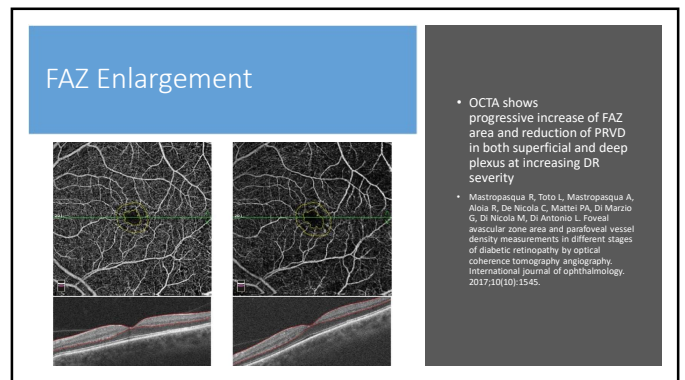 FAZ Enlargement
• OCTA shows
progressive increase of FAZ
area and reduction of PRVD
in both superficial and deep
plexus at increasing DR
severity
• Mastropasqua R, Toto L, Mastropasqua A,
Aloia R, De Nicola C, Mattei PA, Di Marzio
G, Di Nicola M, Di Antonio L. Foveal
avascular zone area and parafoveal vessel
density measurements in different stages
of diabetic retinopathy by optical
coherence tomography angiography.
International journal of ophthalmology.
2017;10(10):1545.